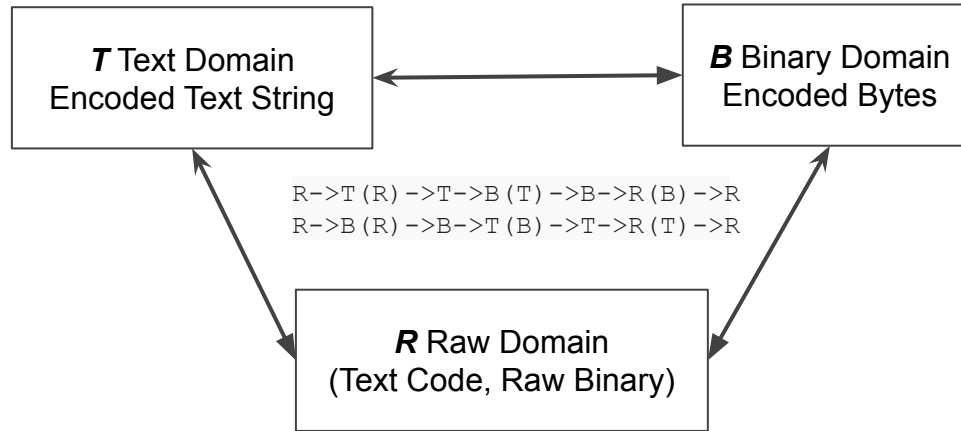 T Text Domain
Encoded Text String
B Binary Domain
Encoded Bytes
R->T(R)->T->B(T)->B->R(B)->R
R->B(R)->B->T(B)->T->R(T)->R
R Raw Domain
(Text Code, Raw Binary)